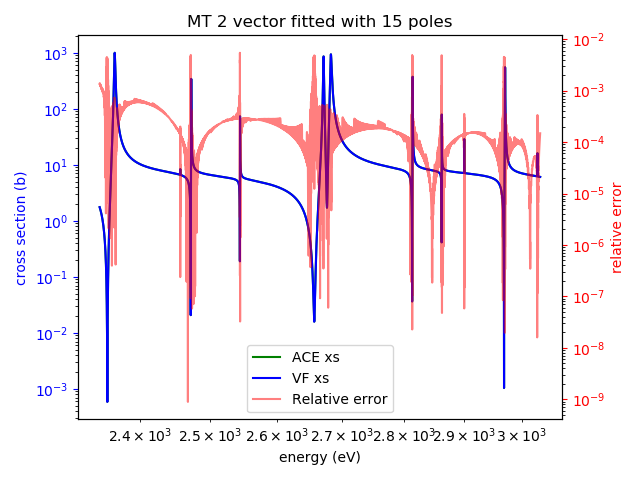 MT 2 vector fitted with 15 poles
cross section (b)
10³
10²
10¹
10⁰
10⁻¹
10⁻²
10⁻³
10⁻²
10⁻³
10⁻⁴
10⁻⁵
10⁻⁶
10⁻⁷
10⁻⁸
10⁻⁹
relative error
ACE xs
VF xs
Relative error
2.4 × 10³ 2.5 × 10³ 2.6 × 10³ 2.7 × 10³ 2.8 × 10³ 2.9 × 10³ 3 × 10³
energy (eV)